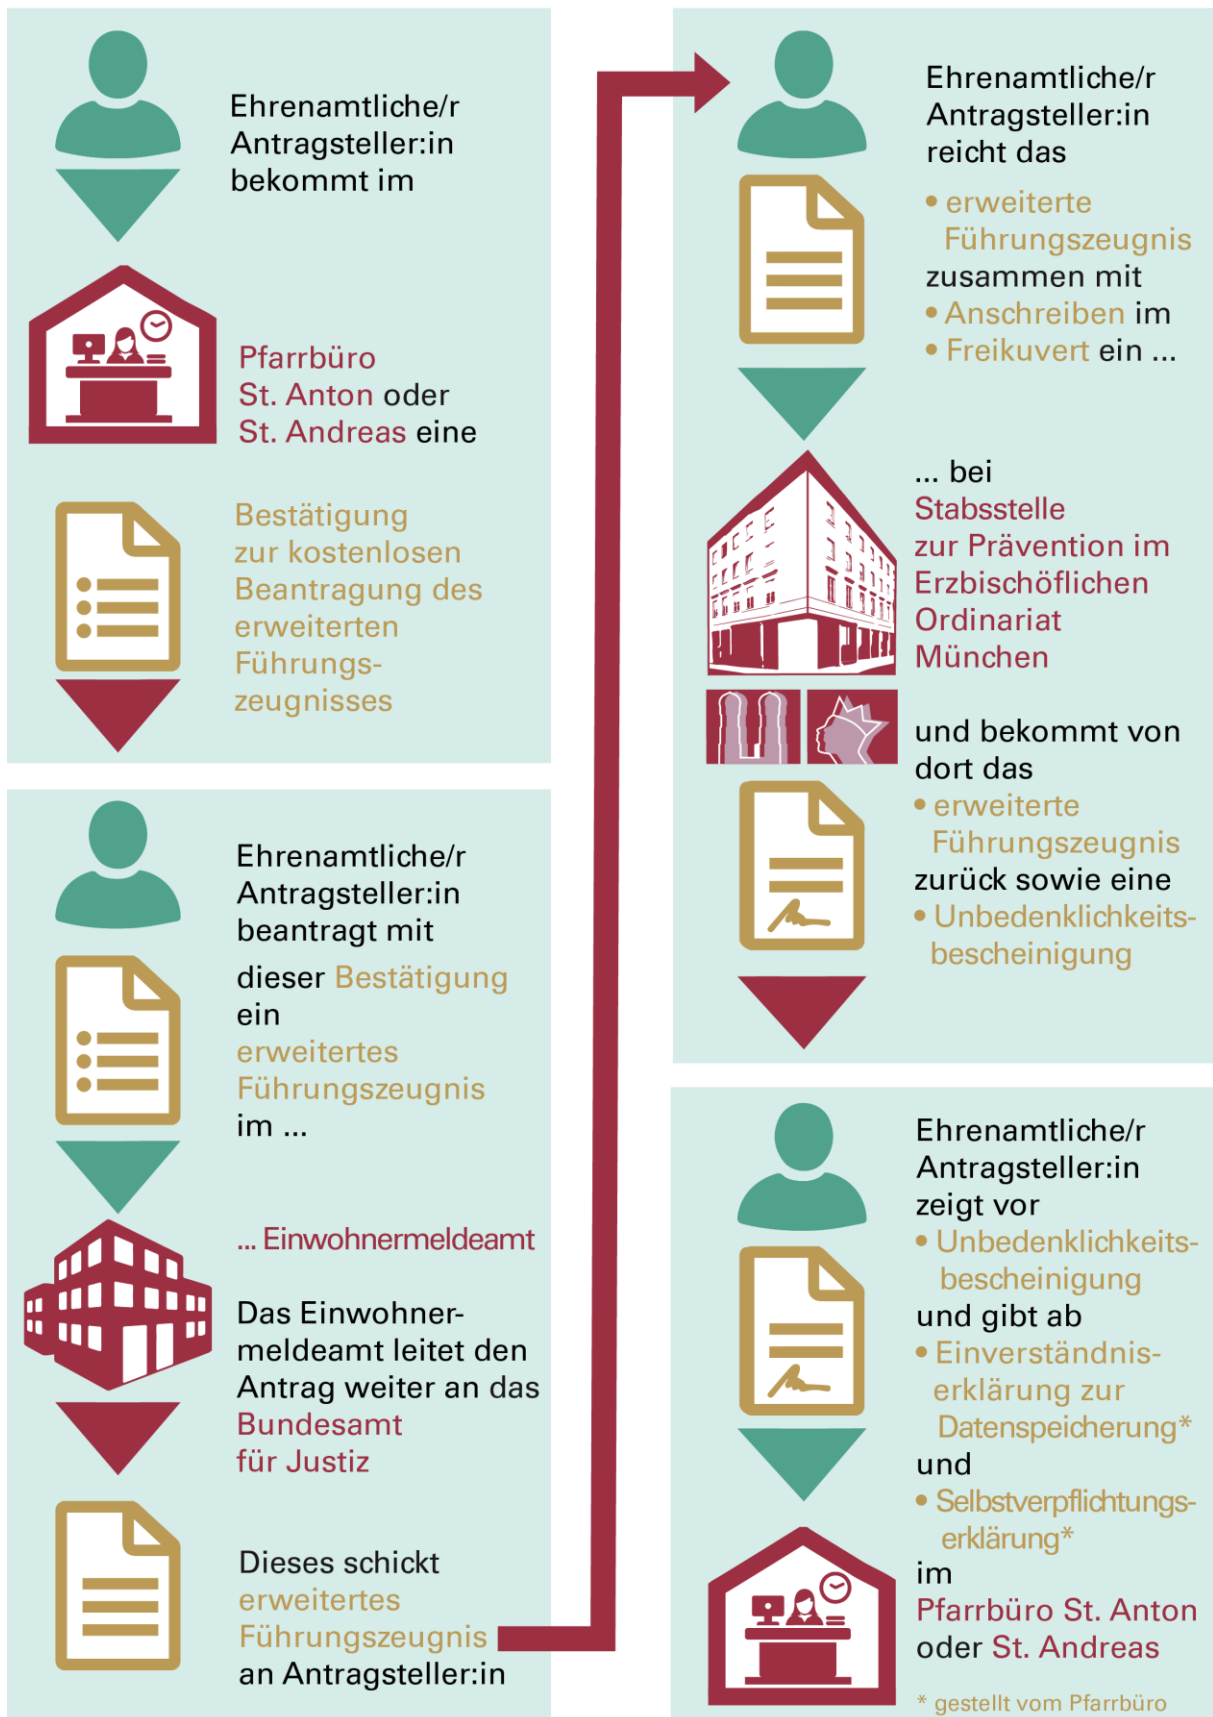 Ehrenamtliche/r
Antragsteller:in
bekommt im
Pfarrbüro
St. Anton oder
St. Andreas eine
Bestätigung
zur kostenlosen
Beantragung des
erweiterten
Führungs-
zeugnisses
Ehrenamtliche/r
Antragsteller:in
beantragt mit
dieser Bestätigung
ein
erweitertes
Führungszeugnis
im ...
... Einwohnermeldeamt
Das Einwohner-
meldeamt leitet den
Antrag weiter an das
Bundesamt
für Justiz
Dieses schickt
erweitertes
Führungszeugnis
an Antragsteller:in
Ehrenamtliche/r
Antragsteller:in
reicht das
• erweiterte
Führungszeugnis
zusammen mit
• Anschreiben im
• Freikuvert ein ...
... bei
Stabsstelle
zur Prävention im
Erzbischöflichen
Ordinariat
München
und bekommt von
dort das
• erweiterte
Führungszeugnis
zurück sowie eine
• Unbedenklichkeits-
bescheinigung
Ehrenamtliche/r
Antragsteller:in
zeigt vor
• Unbedenklichkeits-
bescheinigung
und gibt ab
• Einverständnis-
erklärung zur
Datenspeicherung*
und
• Selbstverpflichtungs-
erklärung*
im
Pfarrbüro St. Anton
oder St. Andreas
* gestellt vom Pfarrbüro